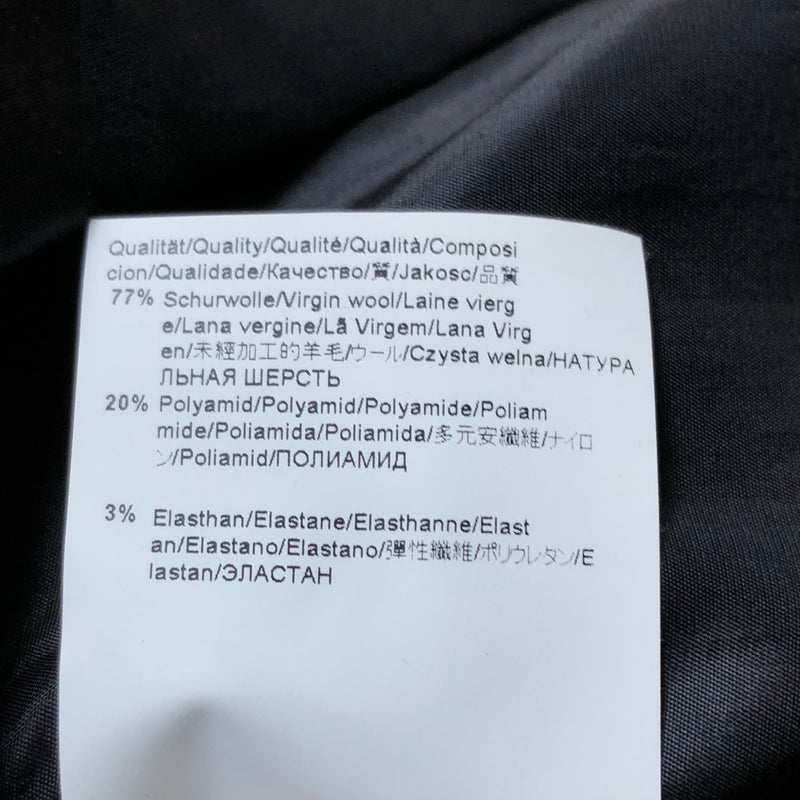 Qualität/Quality/Qualité/Qualità/Composi
cion/Qualidade/Качество/質/Jakosc/品質
77% Schurwolle/Virgin wool/Laine vierg
e/Lana vergine/Lã Virgem/Lana Virg
en/未經加工的羊毛/ウール/Czysta welna/НАТУРА
ЛЬНАЯ ШЕРСТЬ
20% Polyamid/Polyamid/Polyamide/Poliam
mide/Poliamida/Poliamida/多元安纖維/ナイロ
ン/Poliamid/ПОЛИАМИД
3% Elasthan/Elastane/Elasthanne/Elast
an/Elastano/Elastano/彈性纖維/ポリウレタン/E
lastan/ЭЛАСТАН